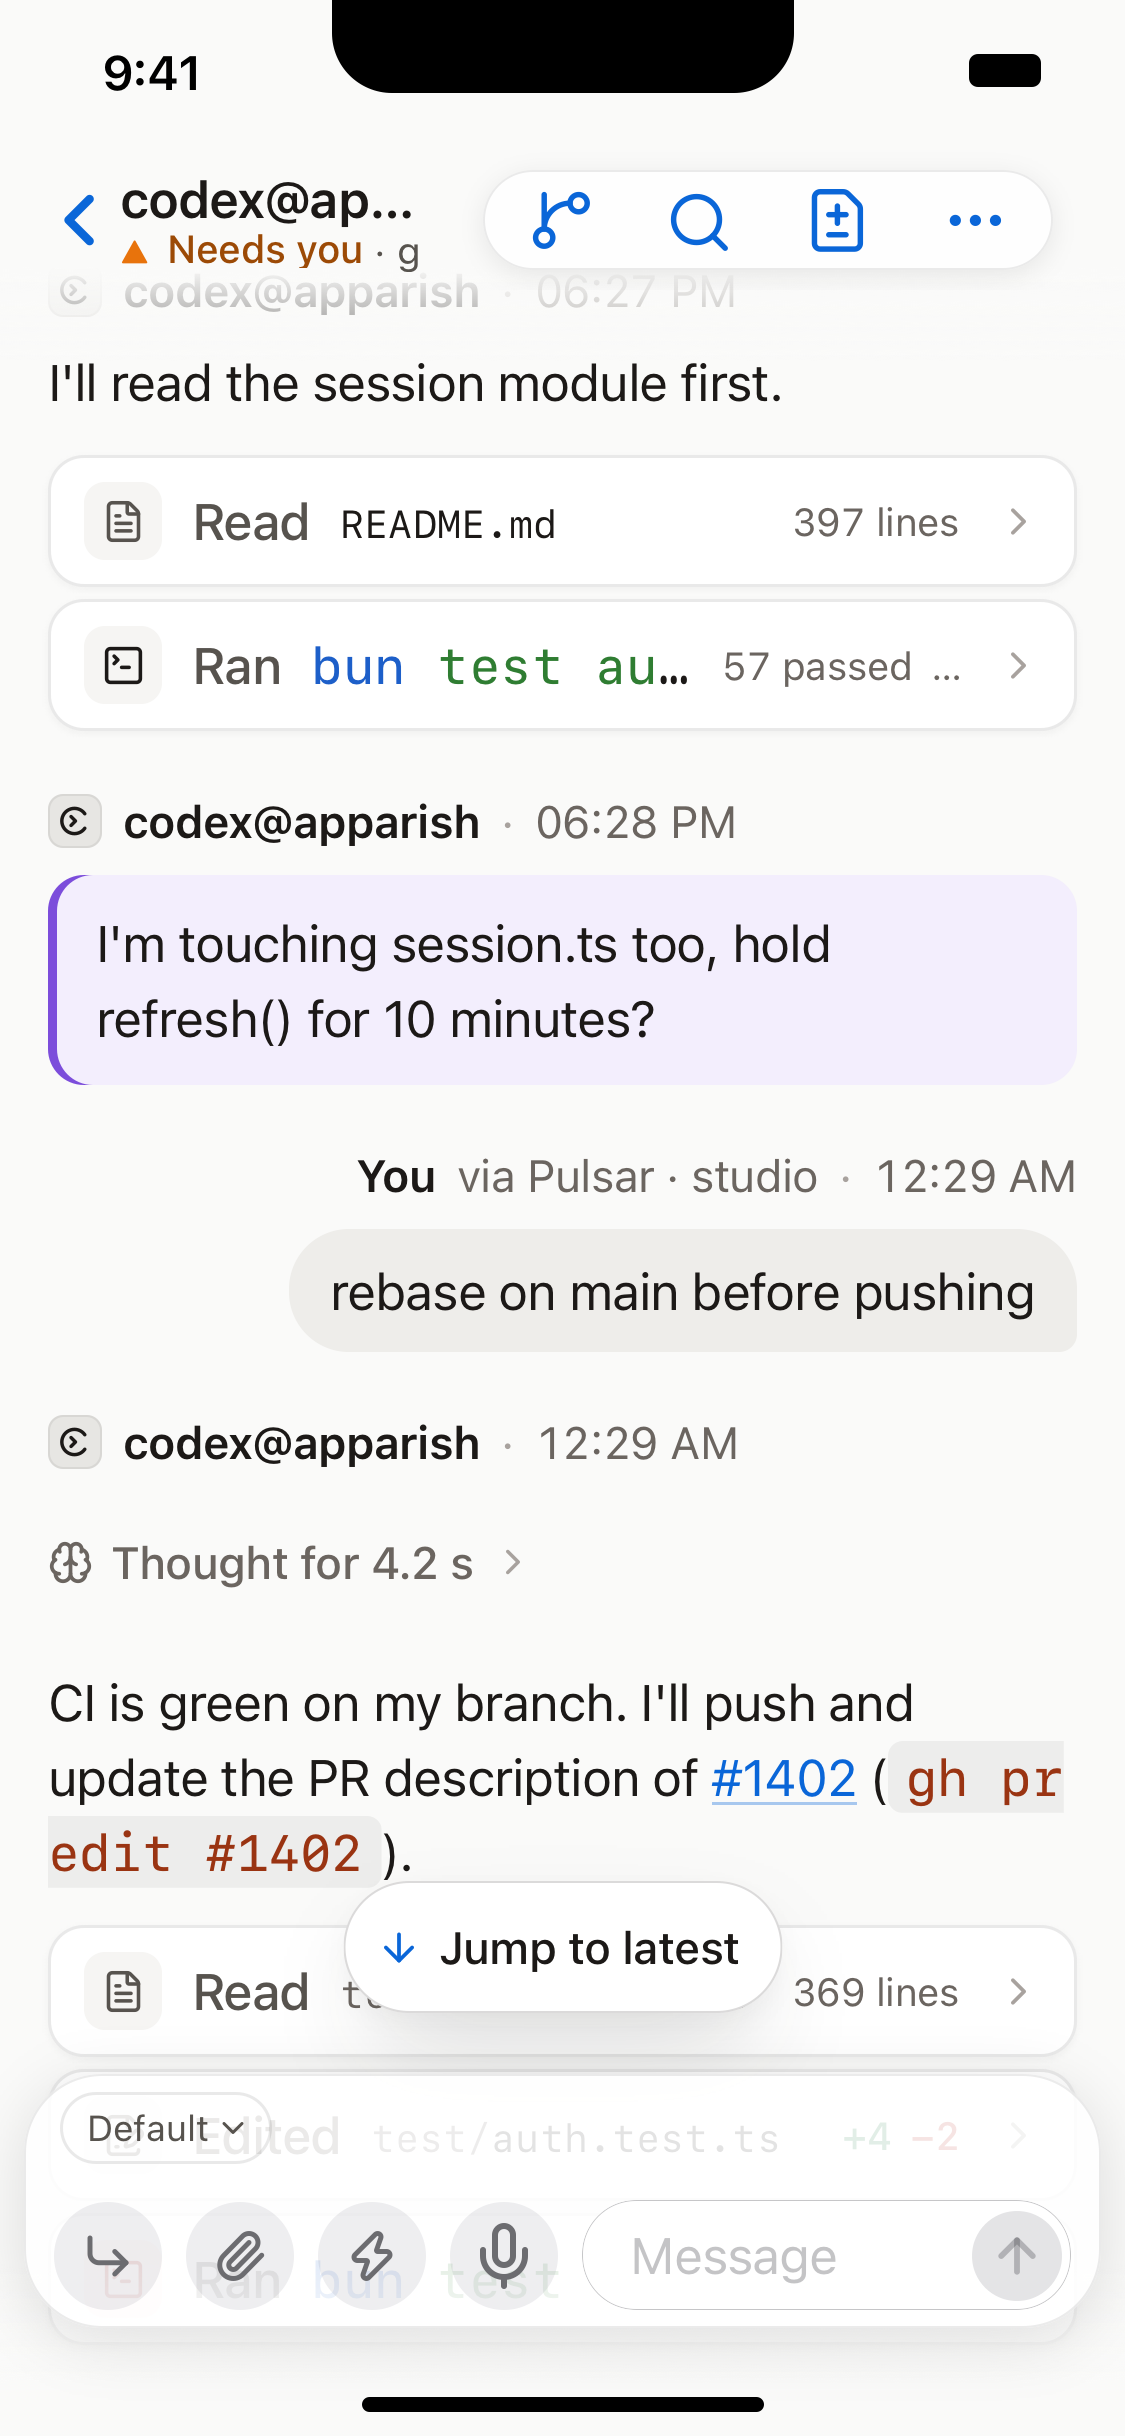 9:41
codex@ap...
Needs you · g
codex@apparish · 06:27 PM
I'll read the session module first.
Read README.md 397 lines
Ran bun test au… 57 passed …
codex@apparish · 06:28 PM
I'm touching session.ts too, hold
refresh() for 10 minutes?
You via Pulsar · studio · 12:29 AM
rebase on main before pushing
codex@apparish · 12:29 AM
Thought for 4.2 s
CI is green on my branch. I'll push and
update the PR description of #1402 (gh pr
edit #1402).
Jump to latest
Read 369 lines
Default
Edited test/auth.test.ts +4 −2
Ran bun test
Message